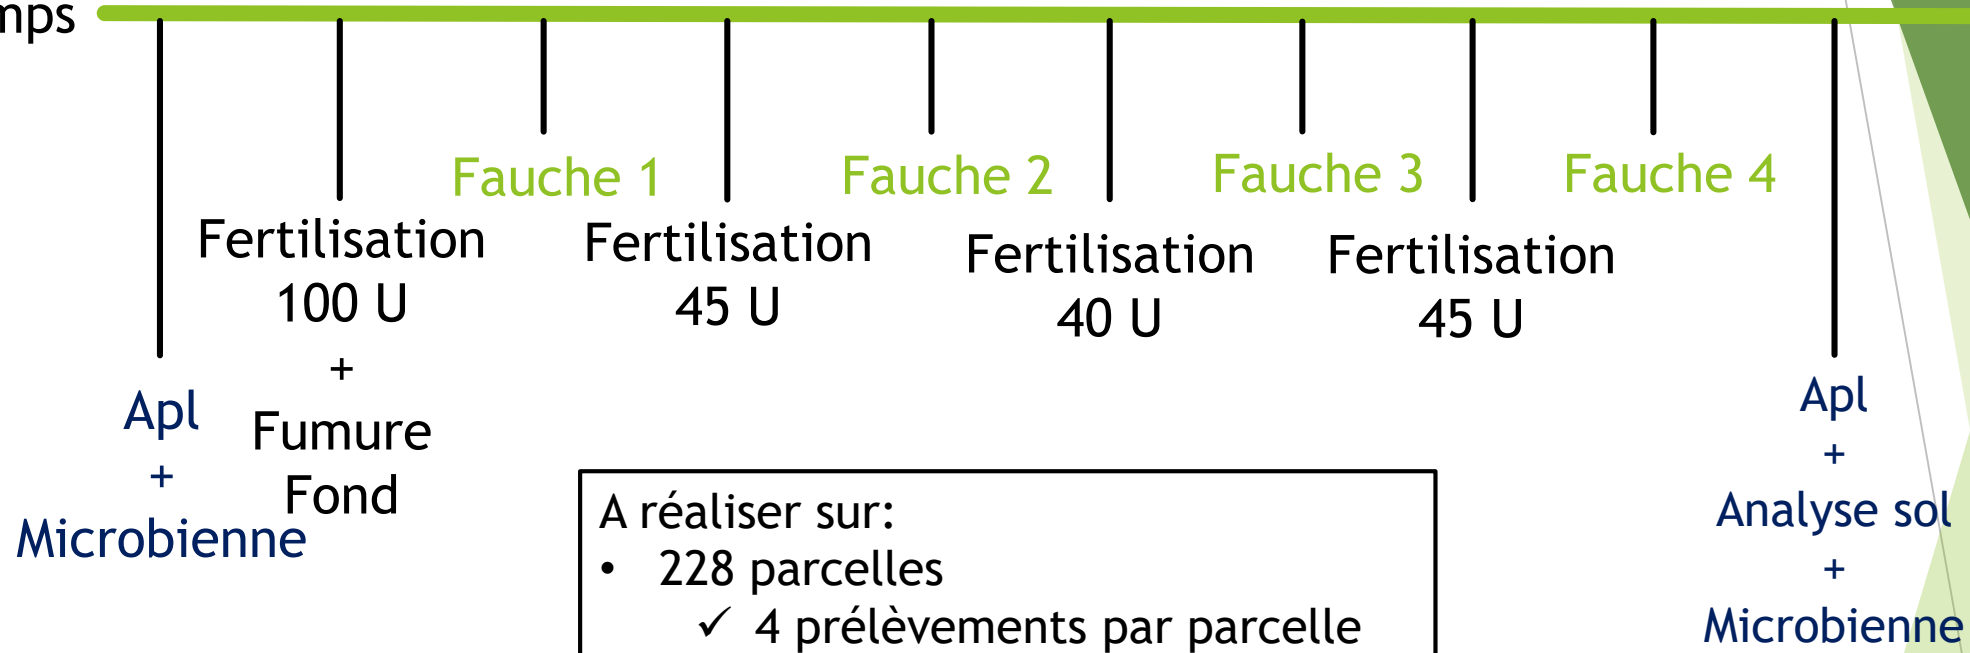 mps
Fauche 1
Fauche 2
Fauche 3
Fauche 4
Fertilisation
100 U
+
Fumure
Fond
Fertilisation
45 U
Fertilisation
40 U
Fertilisation
45 U
Apl
+
Microbienne
Apl
+
Analyse sol
+
Microbienne
A réaliser sur:
• 228 parcelles
✓ 4 prélèvements par parcelle